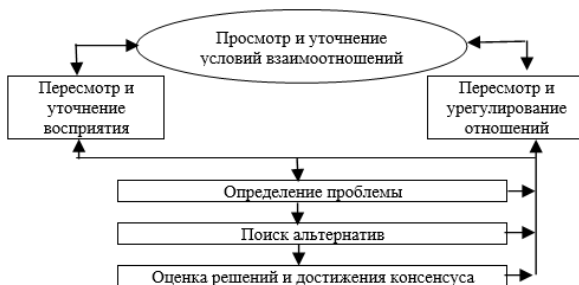 Просмотр и уточнение
условий взаимоотношений
Пересмотр и
уточнение
восприятия
Пересмотр и
урегулирование
отношений
Определение проблемы
Поиск альтернатив
Оценка решений и достижения консенсуса